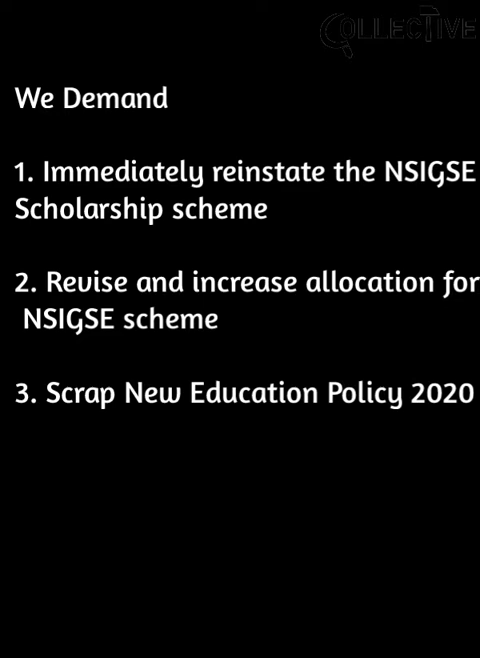 COLLECTIVE
We Demand
1. Immediately reinstate the NSIGSE
Scholarship scheme
2. Revise and increase allocation for
NSIGSE scheme
3. Scrap New Education Policy 2020